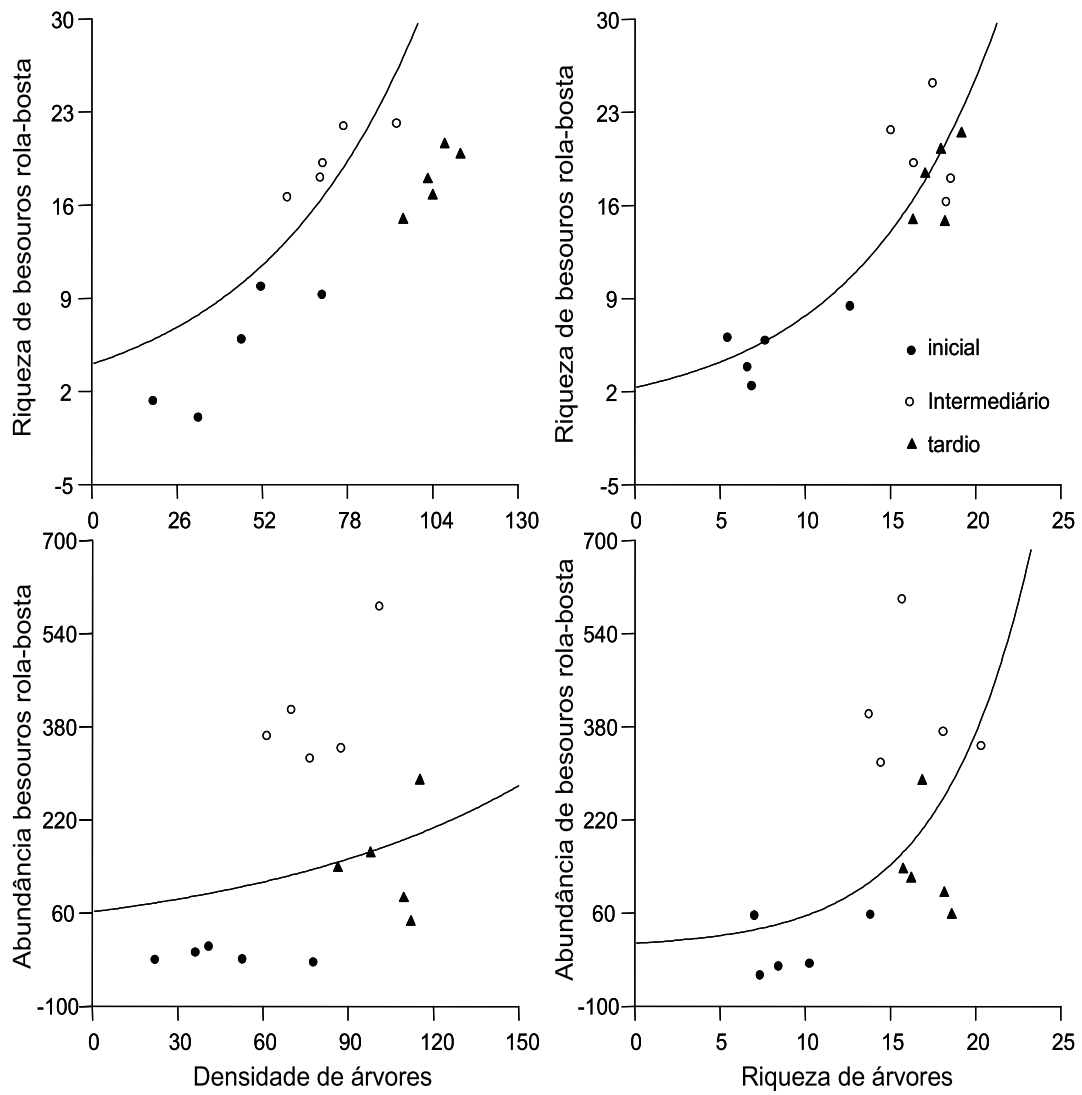 Riqueza de besouros rola-bosta
30
23
16
9
2
-5
0 26 52 78 104 130
Riqueza de besouros rola-bosta
30
23
16
9
2
-5
0 5 10 15 20 25
inicial
Intermediário
tardio
Abundância besouros rola-bosta
700
540
380
220
60
-100
0 30 60 90 120 150
Densidade de árvores
Abundância de besouros rola-bosta
700
540
380
220
60
-100
0 5 10 15 20 25
Riqueza de árvores